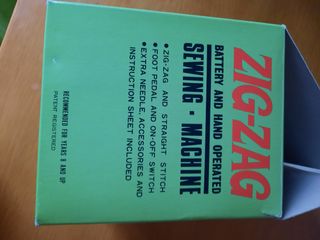 ZIG-ZAG
BATTERY AND HAND OPERATED
SEWING • MACHINE
• ZIG-ZAG AND STRAIGHT STITCH
• FOOT PEDAL AND ON-OFF SWITCH
• EXTRA NEEDLE, ACCESSORIES AND
INSTRUCTION SHEET INCLUDED
RECOMMENDED FOR YEARS 8 AND UP
PATENT REGISTERED